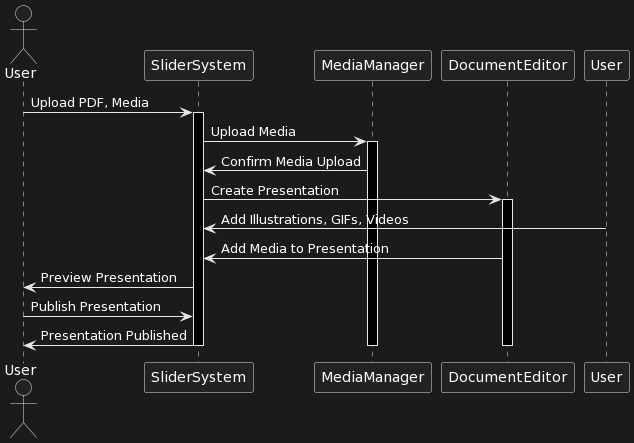 User
SliderSystem
MediaManager
DocumentEditor
User
Upload PDF, Media
Upload Media
Confirm Media Upload
Create Presentation
Add Illustrations, GIFs, Videos
Add Media to Presentation
Preview Presentation
Publish Presentation
Presentation Published
User
SliderSystem
MediaManager
DocumentEditor
User